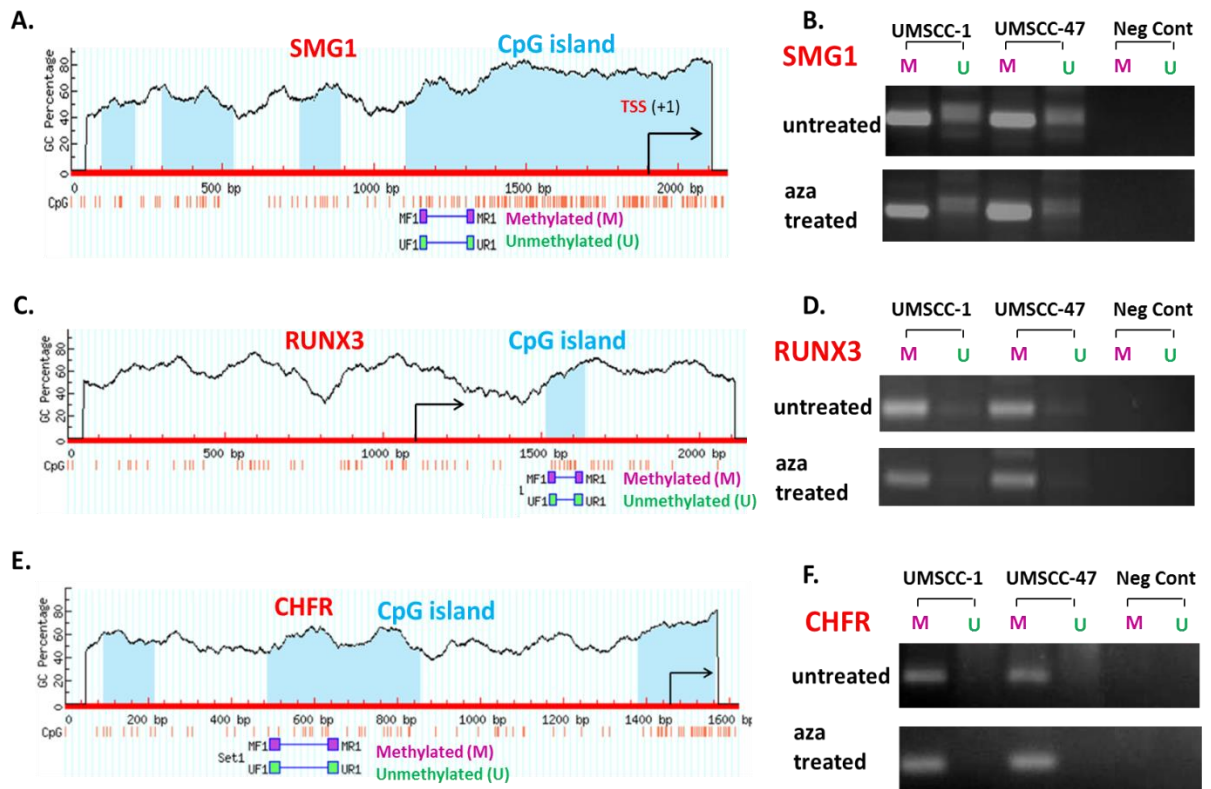 A.
SMG1
CpG island
GC Percentage
80
60
40
20
0
TSS (+1)
0 500 bp 1000 bp 1500 bp 2000 bp
CpG
MF1 MR1 Methylated (M)
UF1 UR1 Unmethylated (U)
B.
UMSCC-1 UMSCC-47 Neg Cont
SMG1
M U M U M U
untreated
aza
treated
C.
RUNX3
CpG island
GC Percentage
80
60
40
20
0
0 500 bp 1000 bp 1500 bp 2000 bp
CpG
MF1 MR1 Methylated (M)
UF1 UR1 Unmethylated (U)
D.
UMSCC-1 UMSCC-47 Neg Cont
RUNX3
M U M U M U
untreated
aza
treated
E.
CHFR
CpG island
GC Percentage
80
60
40
20
0
0 200 bp 400 bp 600 bp 800 bp 1000 bp 1200 bp 1400 bp 1600 bp
CpG
MF1 MR1 Methylated (M)
Set1
UF1 UR1 Unmethylated (U)
F.
UMSCC-1 UMSCC-47 Neg Cont
CHFR
M U M U M U
untreated
aza
treated